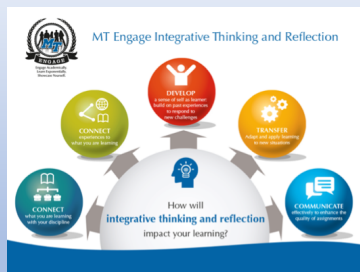 MT Engage Integrative Thinking and Reflection
MT
ENGAGE
Engage Academically,
Learn Exponentially,
Showcase Yourself.
DEVELOP
a sense of self as learner/
build on past experiences
to respond to
new challenges
CONNECT
experiences to
what you are learning
TRANSFER
Adapt and apply learning
to new situations
CONNECT
what you are learning
with your discipline
COMMUNICATE
effectively to enhance the
quality of assignments
How will
integrative thinking and reflection
impact your learning?